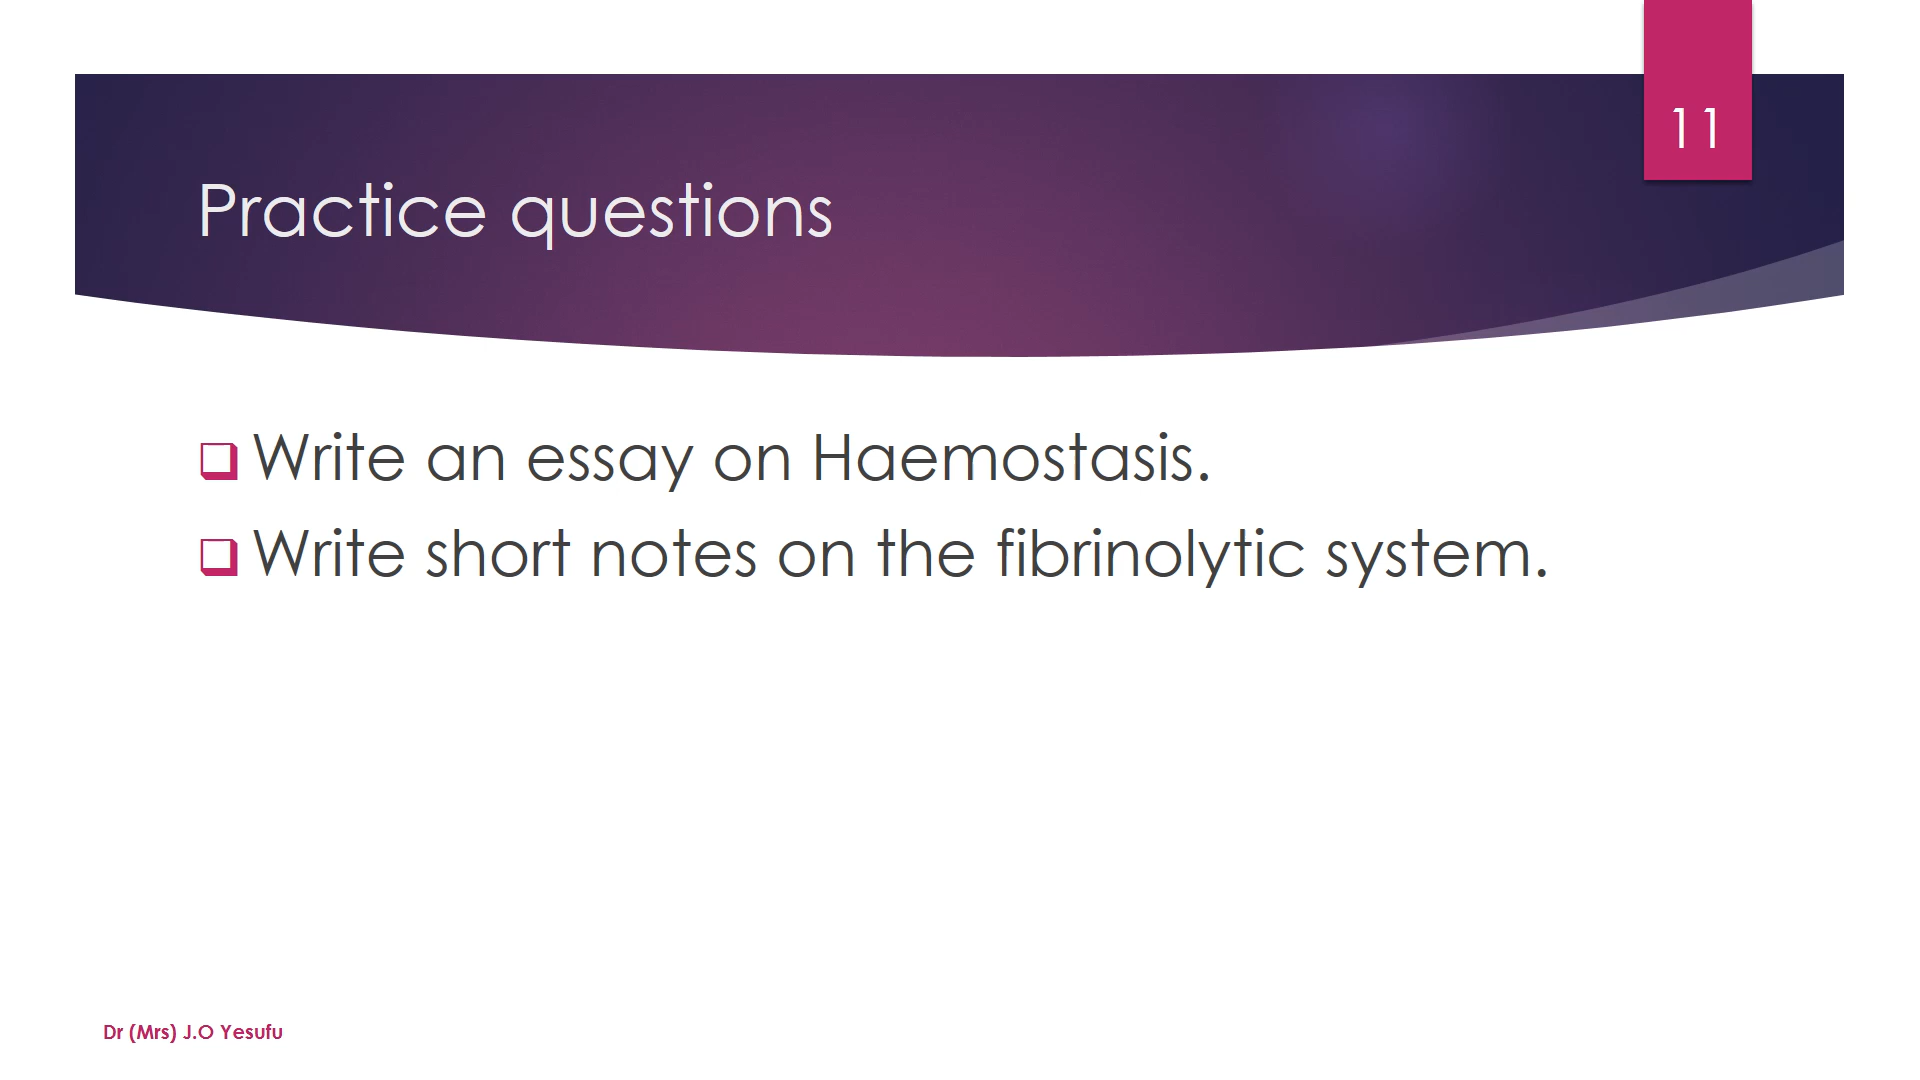 11
Practice questions
Write an essay on Haemostasis.
Write short notes on the fibrinolytic system.
Dr (Mrs) J.O Yesufu